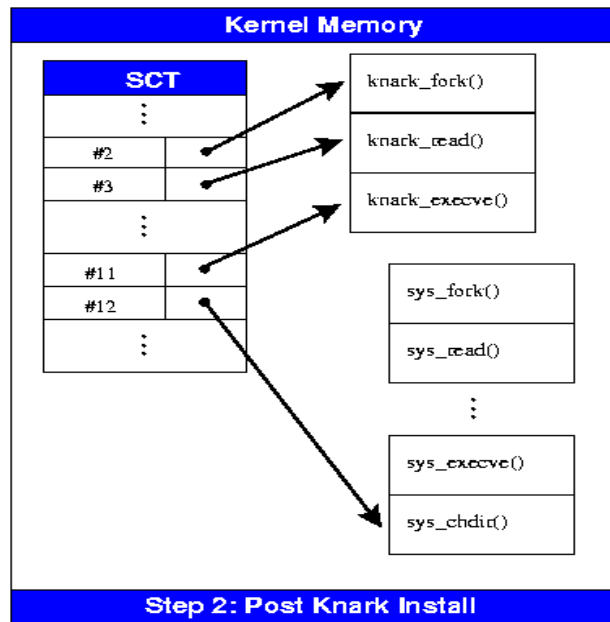 Kernel Memory
SCT
⋮
#2
#3
⋮
#11
#12
⋮
knark_fork()
knark_read()
knark_execve()
sys_fork()
sys_read()
⋮
sys_execve()
sys_chdir()
Step 2: Post Knark Install